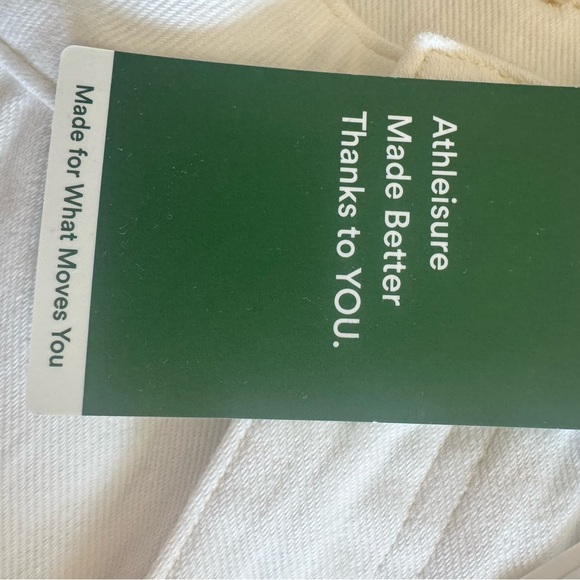 Athleisure
Made Better
Thanks to YOU.
Made for What Moves You